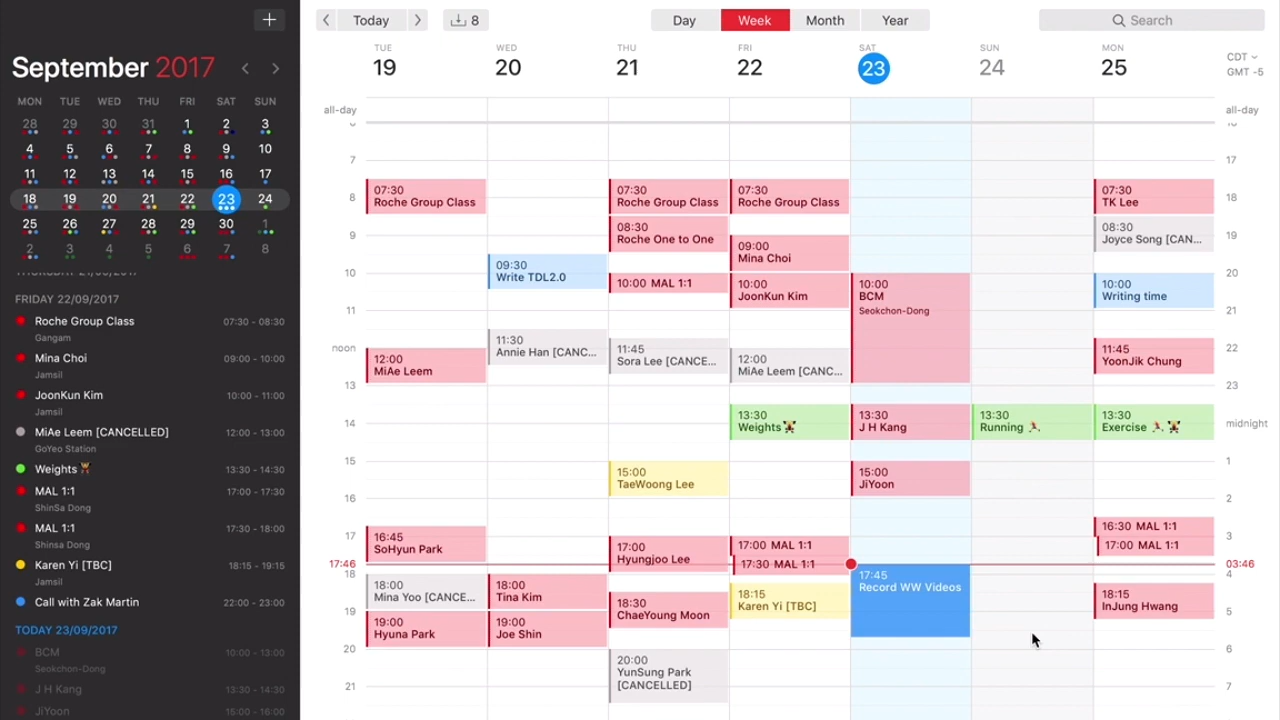 +
September 2017
MON TUE WED THU FRI SAT SUN
28 29 30 31 1 2 3
4 5 6 7 8 9 10
11 12 13 14 15 16 17
18 19 20 21 22 23 24
25 26 27 28 29 30 1
2 3 4 5 6 7 8
THURSDAY 21/09/2017
FRIDAY 22/09/2017
Roche Group Class 07:30 - 08:30
Gangam
Mina Choi 09:00 - 10:00
Jamsil
JoonKun Kim 10:00 - 11:00
Jamsil
MiAe Leem [CANCELLED] 12:00 - 13:00
GoYeo Station
Weights 13:30 - 14:30
MAL 1:1 17:00 - 17:30
ShinSa Dong
MAL 1:1 17:30 - 18:00
Shinsa Dong
Karen Yi [TBC] 18:15 - 19:15
Jamsil
Call with Zak Martin 22:00 - 23:00
TODAY 23/09/2017
BCM 10:00 - 13:00
Seokchon-Dong
J H Kang 13:30 - 14:30
JiYoon 15:00 - 16:00
Today 8 Day Week Month Year Search
TUE WED THU FRI SAT SUN MON
19 20 21 22 23 24 25
CDT
GMT -5
all-day
7
8
9
10
11
noon
13
14
15
16
17
17:46
18
19
20
21
07:30
Roche Group Class
12:00
MiAe Leem
16:45
SoHyun Park
18:00
Mina Yoo [CANCE...
19:00
Hyuna Park
09:30
Write TDL2.0
11:30
Annie Han [CANC...
18:00
Tina Kim
19:00
Joe Shin
07:30
Roche Group Class
08:30
Roche One to One
10:00 MAL 1:1
11:45
Sora Lee [CANCE...
15:00
TaeWoong Lee
17:00
Hyungjoo Lee
18:30
ChaeYoung Moon
20:00
YunSung Park
[CANCELLED]
07:30
Roche Group Class
09:00
Mina Choi
10:00
JoonKun Kim
12:00
MiAe Leem [CANC...
13:30
Weights
17:00 MAL 1:1
17:30 MAL 1:1
18:15
Karen Yi [TBC]
10:00
BCM
Seokchon-Dong
13:30
J H Kang
15:00
JiYoon
17:45
Record WW Videos
13:30
Running
07:30
TK Lee
08:30
Joyce Song [CAN...
10:00
Writing time
11:45
YoonJik Chung
13:30
Exercise
16:30 MAL 1:1
17:00 MAL 1:1
18:15
InJung Hwang
all-day
17
18
19
20
21
22
23
midnight
1
2
3
03:46
4
5
6
7